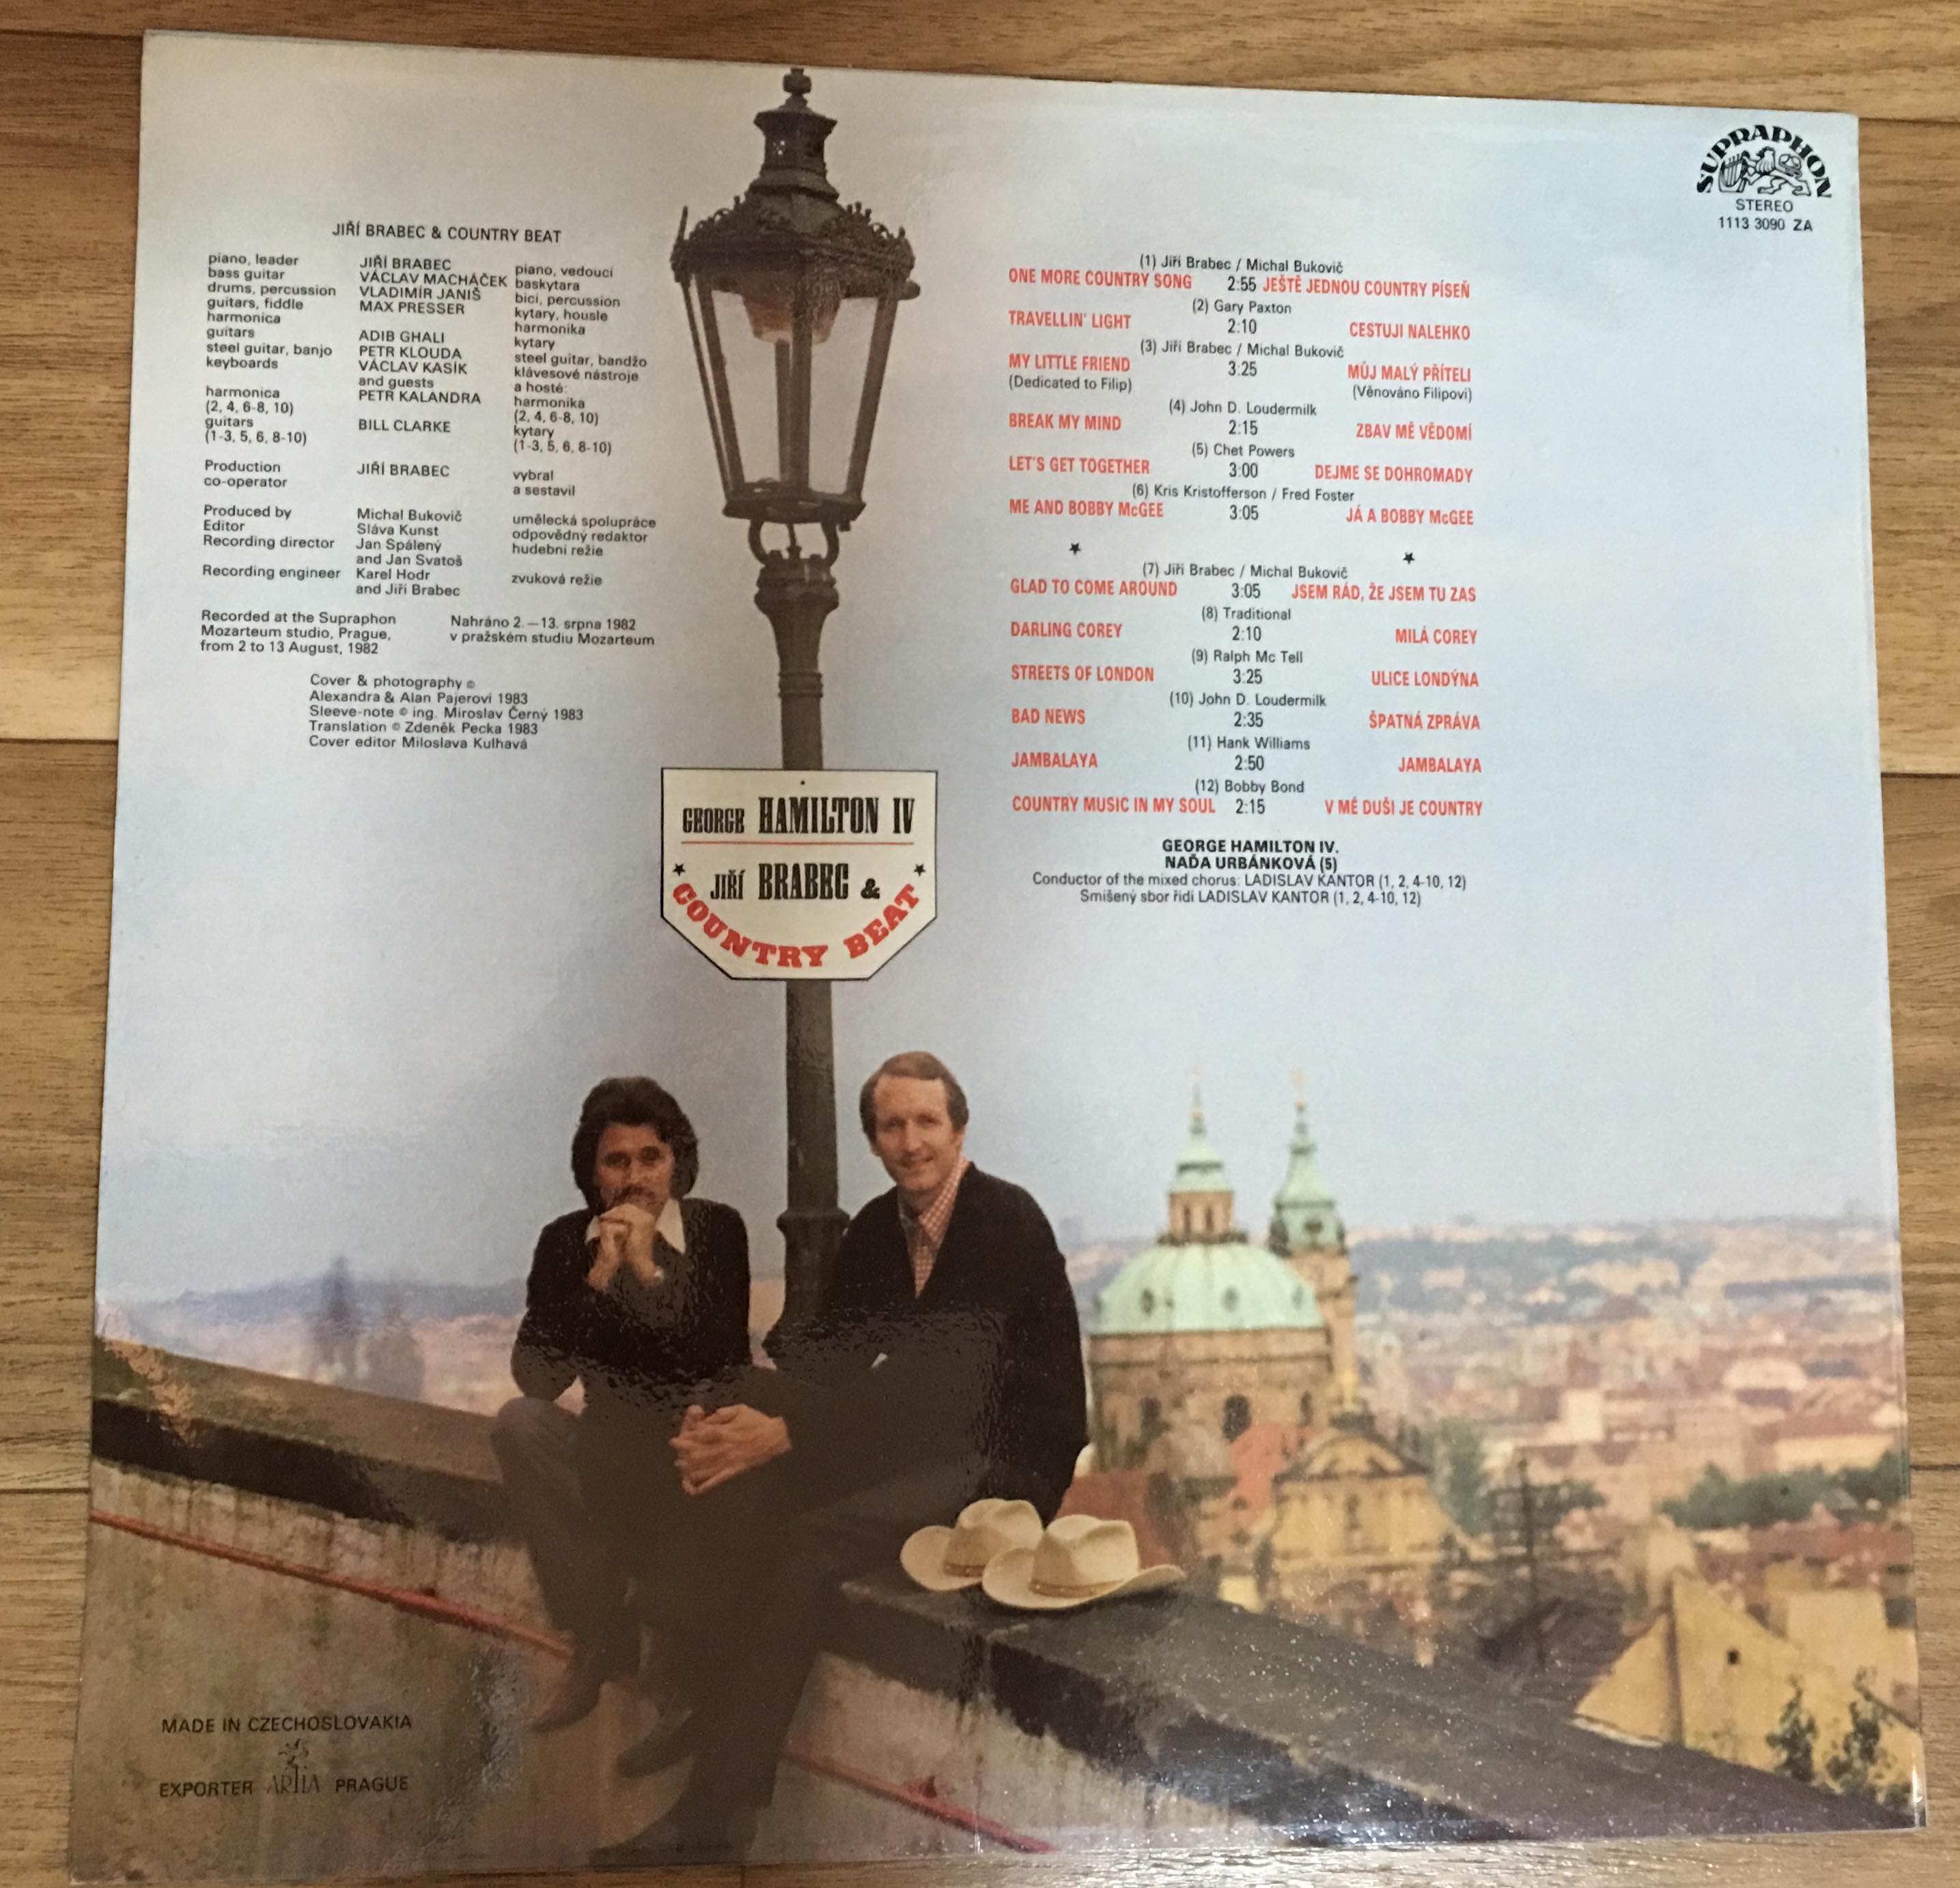 SUPRAPHON
STEREO
1113 3090 ZA
JIŘÍ BRABEC & COUNTRY BEAT
piano, leader JIŘÍ BRABEC piano, vedoucí
bass guitar VÁCLAV MACHÁČEK baskytara
drums, percussion VLADIMÍR JANIŠ bicí, percussion
guitars, fiddle MAX PRESSER kytary, housle
harmonica harmonika
guitars ADIB GHALI kytary
steel guitar, banjo PETR KLOUDA steel guitar, bandžo
keyboards VÁCLAV KASÍK klávesové nástroje
and guests a hosté:
harmonica PETR KALANDRA harmonika
(2, 4, 6-8, 10) (2, 4, 6-8, 10)
guitars BILL CLARKE kytary
(1-3, 5, 6, 8-10) (1-3, 5, 6, 8-10)
Production JIŘÍ BRABEC vybral
co-operator a sestavil
Produced by Michal Bukovič umělecká spolupráce
Editor Sláva Kunst odpovědný redaktor
Recording director Jan Spálený hudební režie
and Jan Svatoš
Recording engineer Karel Hodr zvuková režie
and Jiří Brabec
Recorded at the Supraphon Nahráno 2. – 13. srpna 1982
Mozarteum studio, Prague, v pražském studiu Mozarteum
from 2 to 13 August, 1982
Cover & photography ©
Alexandra & Alan Pajerovi 1983
Sleeve-note © ing. Miroslav Černý 1983
Translation © Zdeněk Pecka 1983
Cover editor Miloslava Kulhavá
(1) Jiří Brabec / Michal Bukovič
ONE MORE COUNTRY SONG 2:55 JEŠTĚ JEDNOU COUNTRY PÍSEŇ
(2) Gary Paxton
TRAVELLIN' LIGHT 2:10 CESTUJI NALEHKO
(3) Jiří Brabec / Michal Bukovič
MY LITTLE FRIEND 3:25 MŮJ MALÝ PŘÍTELI
(Dedicated to Filip) (Věnováno Filipovi)
(4) John D. Loudermilk
BREAK MY MIND 2:15 ZBAV MĚ VĚDOMÍ
(5) Chet Powers
LET'S GET TOGETHER 3:00 DEJME SE DOHROMADY
(6) Kris Kristofferson / Fred Foster
ME AND BOBBY McGEE 3:05 JÁ A BOBBY McGEE
(7) Jiří Brabec / Michal Bukovič
GLAD TO COME AROUND 3:05 JSEM RÁD, ŽE JSEM TU ZAS
(8) Traditional
DARLING COREY 2:10 MILÁ COREY
(9) Ralph Mc Tell
STREETS OF LONDON 3:25 ULICE LONDÝNA
(10) John D. Loudermilk
BAD NEWS 2:35 ŠPATNÁ ZPRÁVA
(11) Hank Williams
JAMBALAYA 2:50 JAMBALAYA
(12) Bobby Bond
COUNTRY MUSIC IN MY SOUL 2:15 V MÉ DUŠI JE COUNTRY
GEORGE HAMILTON IV.
NAĎA URBÁNKOVÁ (5)
Conductor of the mixed chorus: LADISLAV KANTOR (1, 2, 4-10, 12)
Smíšený sbor řídí LADISLAV KANTOR (1, 2, 4-10, 12)
GEORGE HAMILTON IV
JIŘÍ BRABEC &
COUNTRY BEAT
MADE IN CZECHOSLOVAKIA
EXPORTER ARTIA PRAGUE